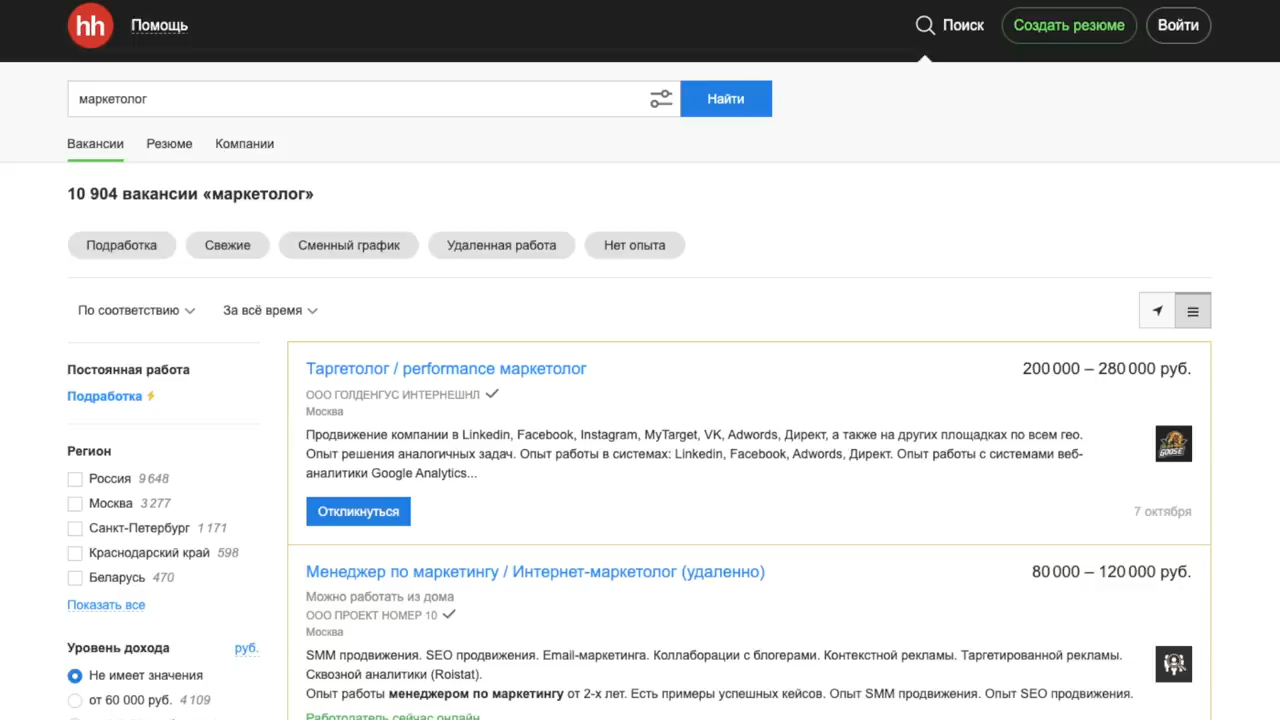 hh Помощь Поиск Создать резюме Войти
маркетолог Найти
Вакансии Резюме Компании
10 904 вакансии «маркетолог»
Подработка Свежие Сменный график Удаленная работа Нет опыта
По соответствию За всё время
Постоянная работа
Подработка
Регион
Россия 9 648
Москва 3 277
Санкт-Петербург 1 171
Краснодарский край 598
Беларусь 470
Показать все
Уровень дохода руб.
Не имеет значения
от 60 000 руб. 4 109
Таргетолог / performance маркетолог 200 000 – 280 000 руб.
ООО ГОЛДЕНГУС ИНТЕРНЕШНЛ
Москва
Продвижение компании в Linkedin, Facebook, Instagram, MyTarget, VK, Adwords, Директ, а также на других площадках по всем гео.
Опыт решения аналогичных задач. Опыт работы в системах: Linkedin, Facebook, Adwords, Директ. Опыт работы с системами веб-
аналитики Google Analytics...
GOOSE
Откликнуться 7 октября
Менеджер по маркетингу / Интернет-маркетолог (удаленно) 80 000 – 120 000 руб.
Можно работать из дома
ООО ПРОЕКТ НОМЕР 10
Москва
SMM продвижения. SEO продвижения. Email-маркетинга. Коллаборации с блогерами. Контекстной рекламы. Таргетированной рекламы.
Сквозной аналитики (Roistat).
Опыт работы менеджером по маркетингу от 2-х лет. Есть примеры успешных кейсов. Опыт SMM продвижения. Опыт SEO продвижения.
Работодатель сейчас онлайн